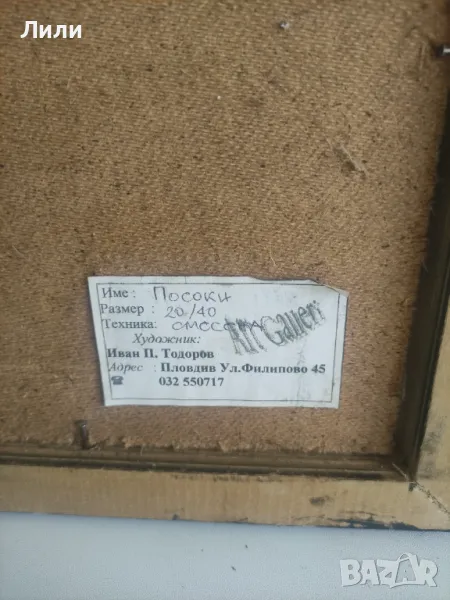 Лили
Име : Посоки
Размер : 20/40
Техника:
Художник:
Art Gallery
Иван П. Тодоров
Адрес : Пловдив Ул.Филипово 45
☎ 032 550717
BAZAR